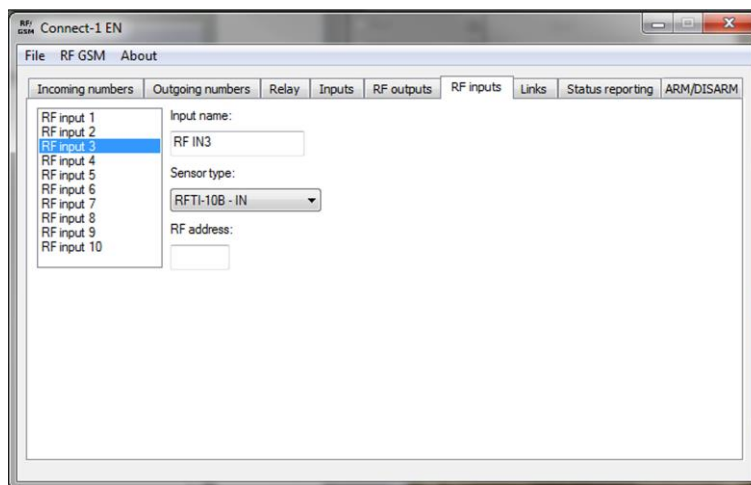 RF/
GSM Connect-1 EN
File RF GSM About
Incoming numbers Outgoing numbers Relay Inputs RF outputs RF inputs Links Status reporting ARM/DISARM
RF input 1
RF input 2
RF input 3
RF input 4
RF input 5
RF input 6
RF input 7
RF input 8
RF input 9
RF input 10
Input name:
RF IN3
Sensor type:
RFTI-10B - IN
RF address: